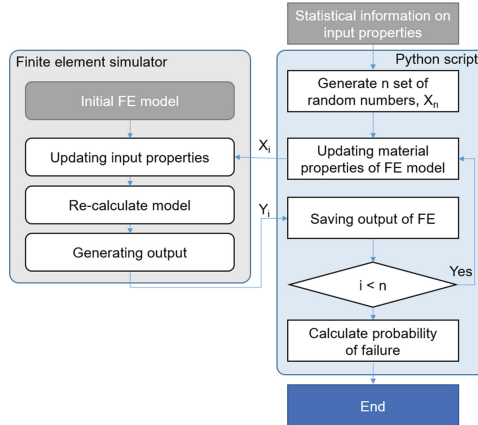 Statistical information on
input properties
Finite element simulator
Python script
Initial FE model
Generate n set of
random numbers, Xn
Xi
Updating input properties
Updating material
properties of FE model
Re-calculate model
Yi
Saving output of FE
Generating output
Yes
i < n
Calculate probability
of failure
End